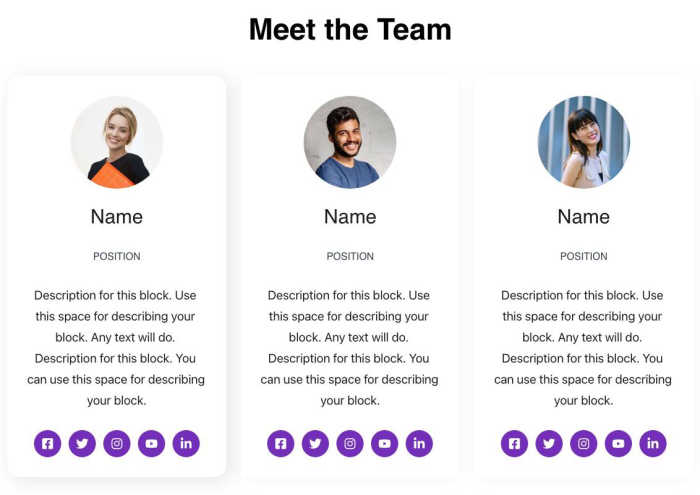 Meet the Team
Name
POSITION
Description for this block. Use
this space for describing your
block. Any text will do.
Description for this block. You
can use this space for describing
your block.
in
Name
POSITION
Description for this block. Use
this space for describing your
block. Any text will do.
Description for this block. You
can use this space for describing
your block.
in
Name
POSITION
Description for this block. Use
this space for describing your
block. Any text will do.
Description for this block. You
can use this space for describing
your block.
in